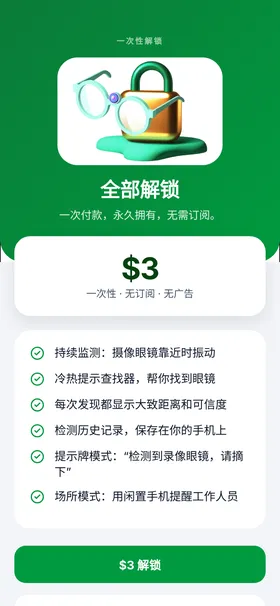 一次性解锁
全部解锁
一次付款，永久拥有，无需订阅。
$3
一次性 · 无订阅 · 无广告
持续监测：摄像眼镜靠近时振动
冷热提示查找器，帮你找到眼镜
每次发现都显示大致距离和可信度
检测历史记录，保存在你的手机上
提示牌模式：“检测到录像眼镜，请摘
下”
场所模式：用闲置手机提醒工作人员
$3 解锁